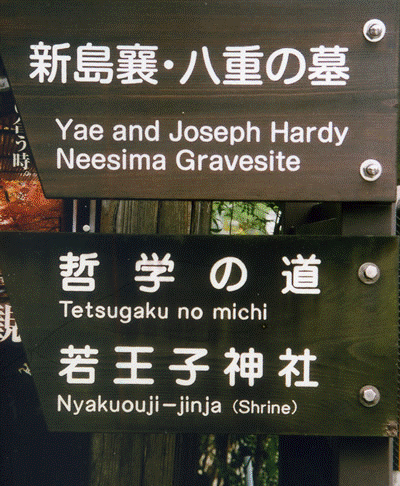 新島襄・八重の墓
Yae and Joseph Hardy
Neesima Gravesite
哲学の道
Tetsugaku no michi
若王子神社
Nyakuouji-jinja (Shrine)